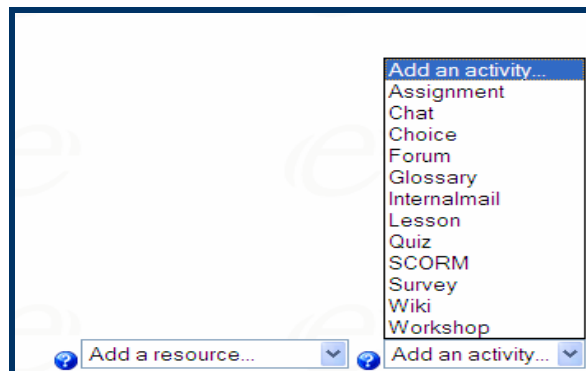 Add an activity...
Assignment
Chat
Choice
Forum
Glossary
Internalmail
Lesson
Quiz
SCORM
Survey
Wiki
Workshop
Add a resource... Add an activity...